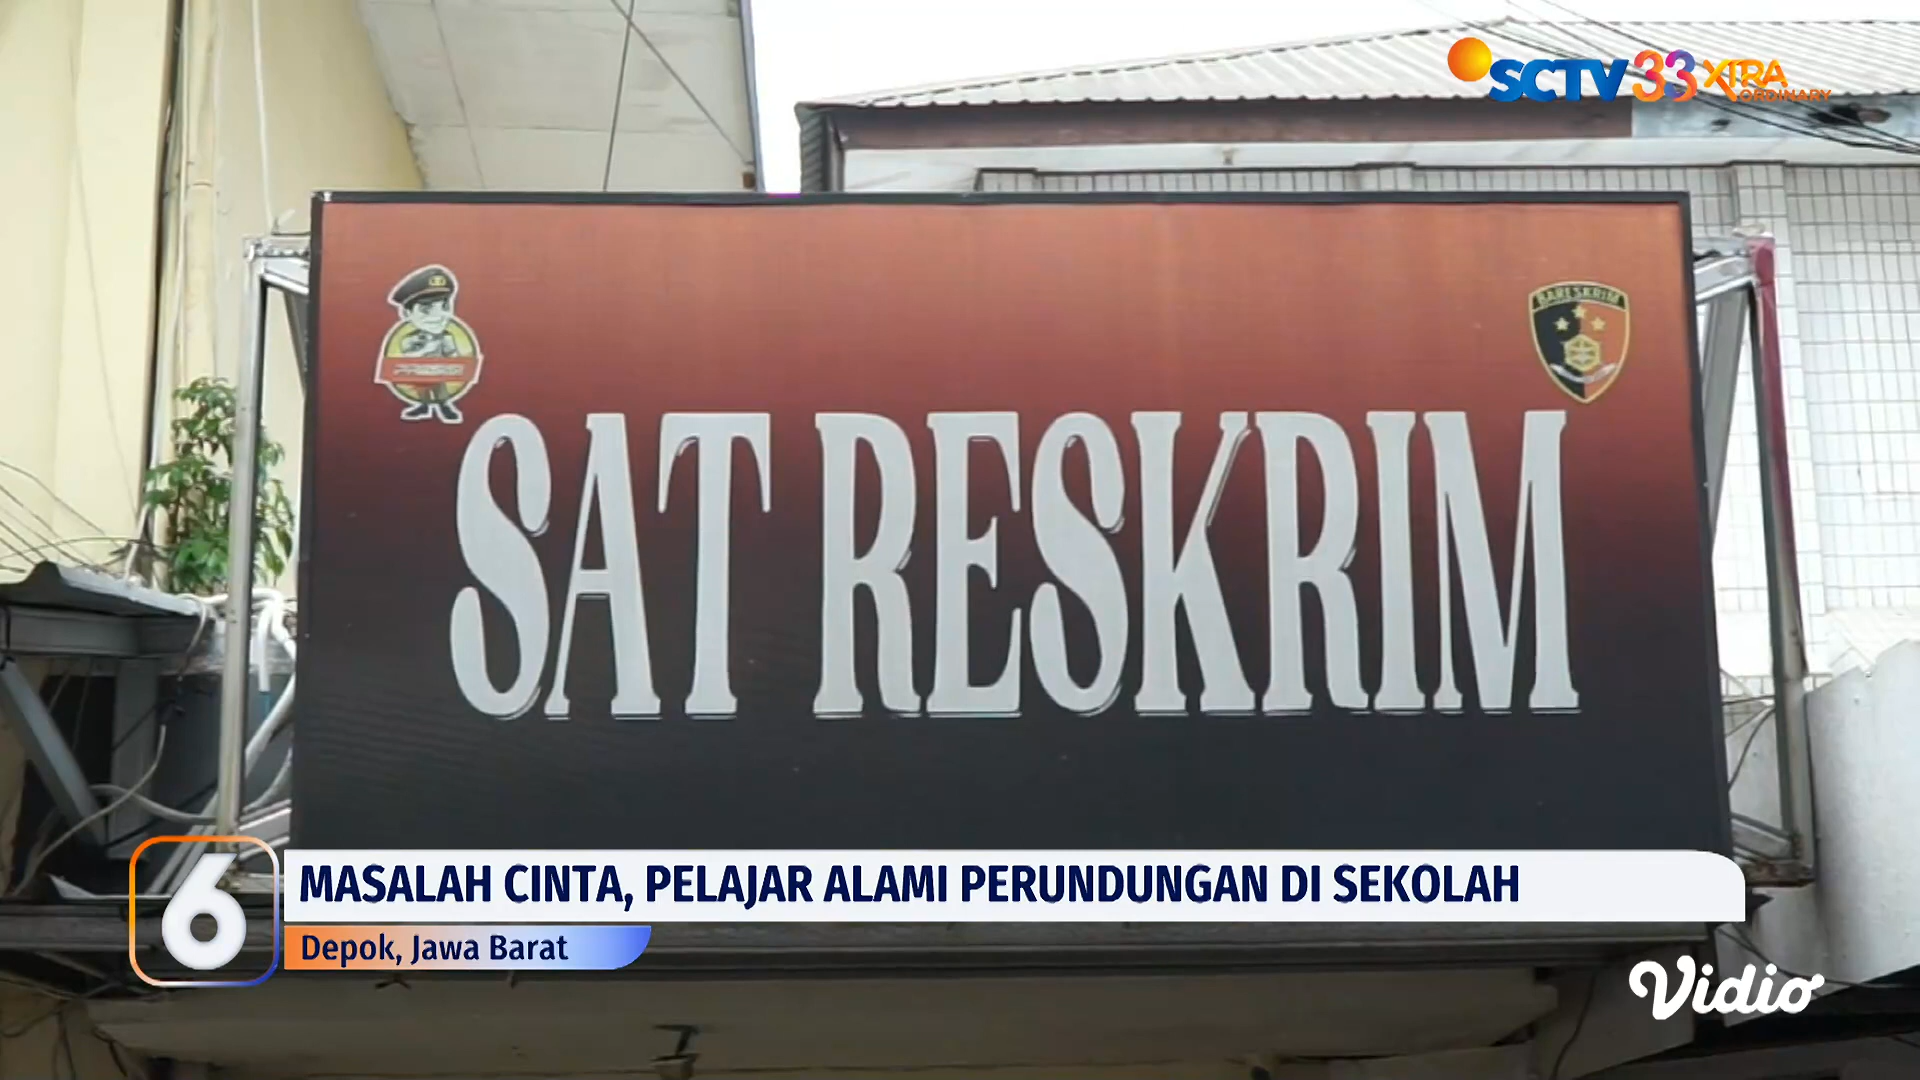 SCTV 33 XTRA
ORDINARY
BARESKRIM
SAT RESKRIM
6
MASALAH CINTA, PELAJAR ALAMI PERUNDUNGAN DI SEKOLAH
Depok, Jawa Barat
Vidio